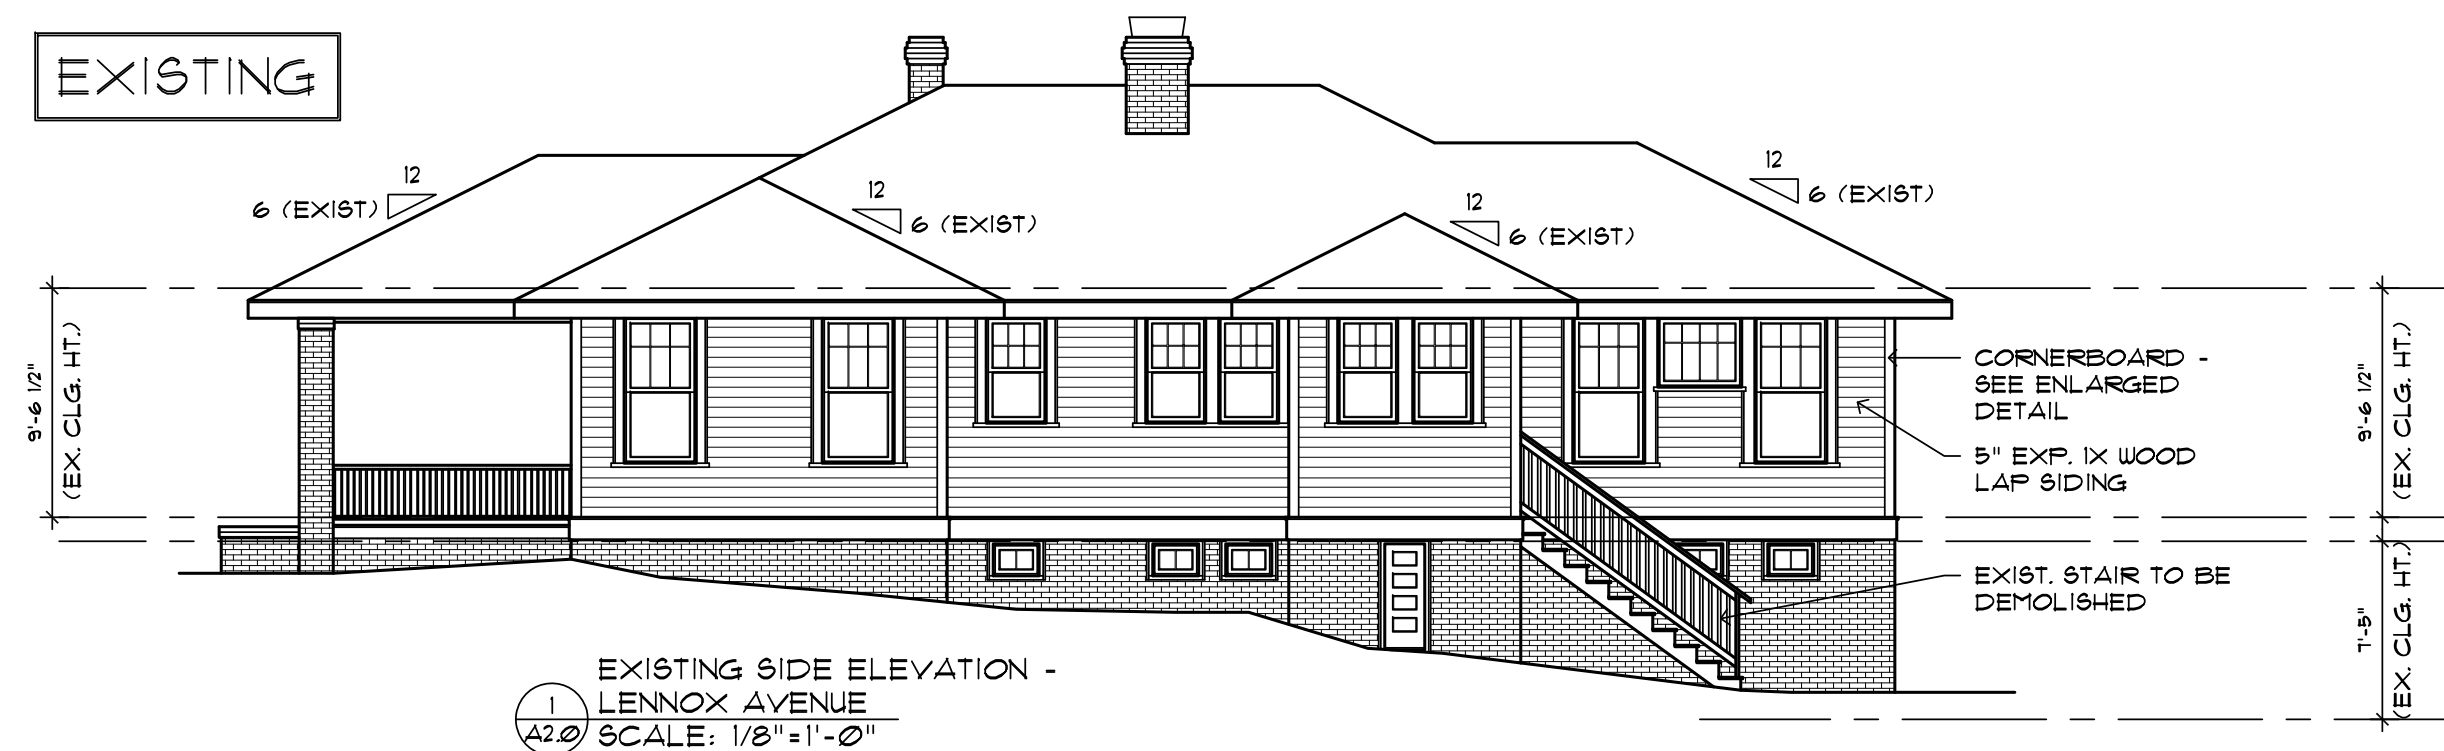 EXISTING
12
6 (EXIST)
12
6 (EXIST)
12
6 (EXIST)
12
6 (EXIST)
9'-6 1/2"
(EX. CLG. HT.)
9'-6 1/2"
(EX. CLG. HT.)
CORNERBOARD -
SEE ENLARGED
DETAIL
5" EXP. 1X WOOD
LAP SIDING
EXIST. STAIR TO BE
DEMOLISHED
7'-5"
(EX. CLG. HT.)
EXISTING SIDE ELEVATION -
LENNOX AVENUE
SCALE: 1/8"=1'-0"
1
A2.0